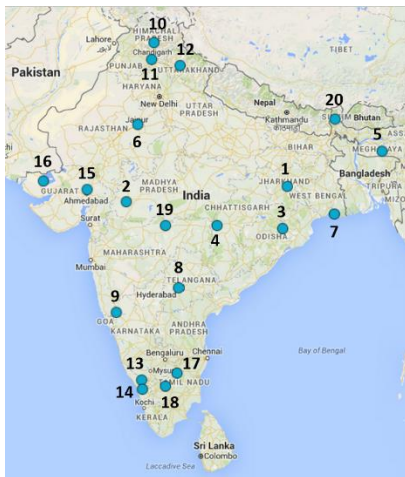 10
HIMACHAL
PRADESH
Lahore
Chandigarh
12
PUNJAB
UTTARAKHAND
11
TIBET
Pakistan
HARYANA
New Delhi
Nepal
20
UTTAR
PRADESH
Kathmandu
SIKKIM
Bhutan
Jaipur
RAJASTHAN
5
6
BIHAR
MEGHALAYA
16
15
1
Bangladesh
GUJARAT
2
MADHYA
PRADESH
JHARKHAND
TRIPURA
Ahmedabad
India
WEST BENGAL
MIZO
19
CHHATTISGARH
3
Surat
4
ODISHA
7
MAHARASHTRA
Mumbai
8
TELANGANA
9
Hyderabad
GOA
ANDHRA
PRADESH
KARNATAKA
Bay of Bengal
Bengaluru
Chennai
13
Mysuru
17
14
TAMIL NADU
Kochi
18
KERALA
Sri Lanka
Colombo
Laccadive Sea